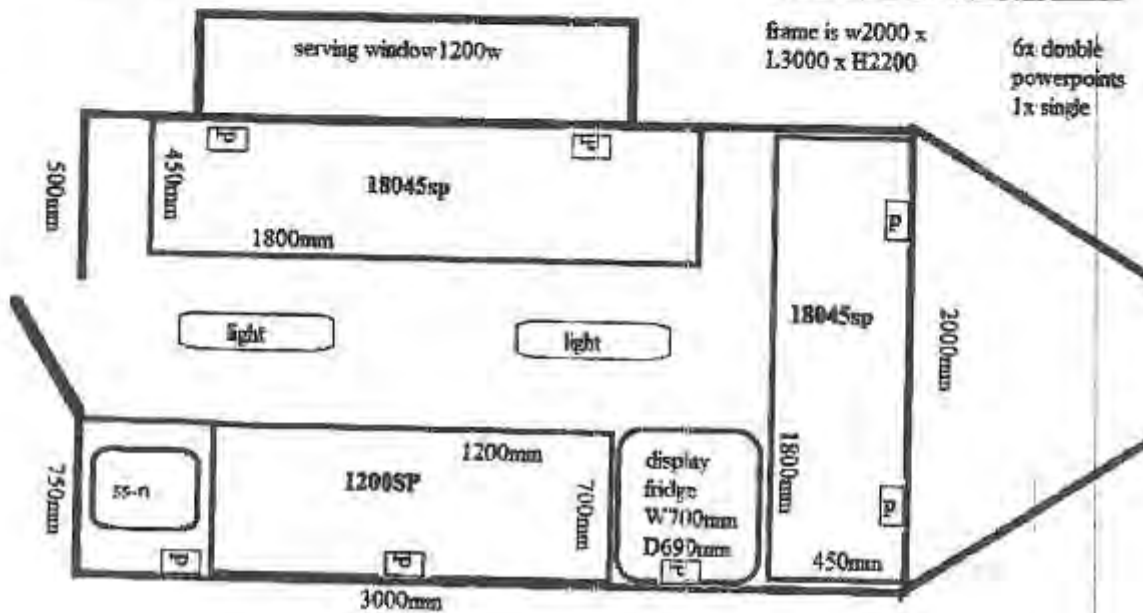 serving window 1200w
frame is w2000 x
L3000 x H2200
6x double
powerpoints
1x single
500mm
450mm
18045sp
1800mm
light
light
18045sp
2000mm
1800mm
450mm
750mm
1200mm
1200SP
700mm
display
fridge
W700mm
D690mm
3000mm